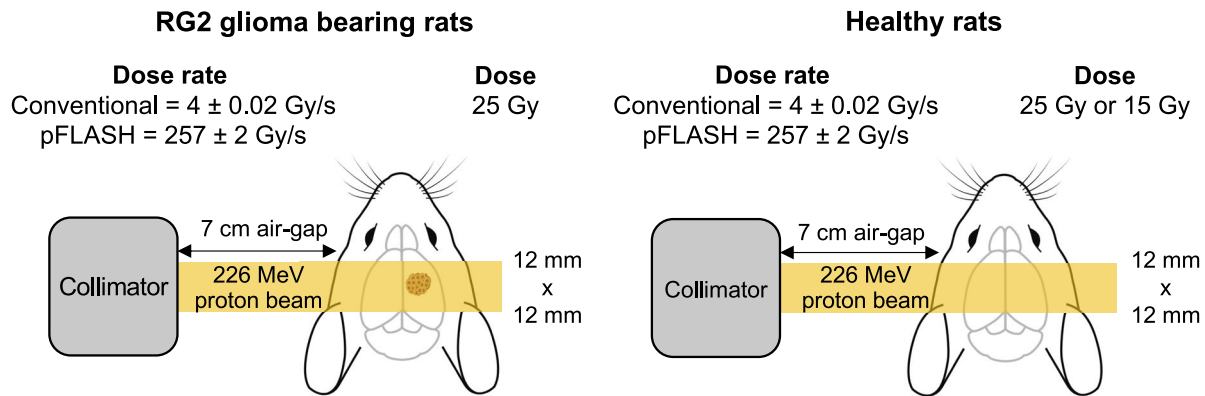 RG2 glioma bearing rats
Dose rate
Conventional = 4 ± 0.02 Gy/s
pFLASH = 257 ± 2 Gy/s
Dose
25 Gy
7 cm air-gap
Collimator
226 MeV
proton beam
12 mm
x
12 mm
Healthy rats
Dose rate
Conventional = 4 ± 0.02 Gy/s
pFLASH = 257 ± 2 Gy/s
Dose
25 Gy or 15 Gy
7 cm air-gap
Collimator
226 MeV
proton beam
12 mm
x
12 mm